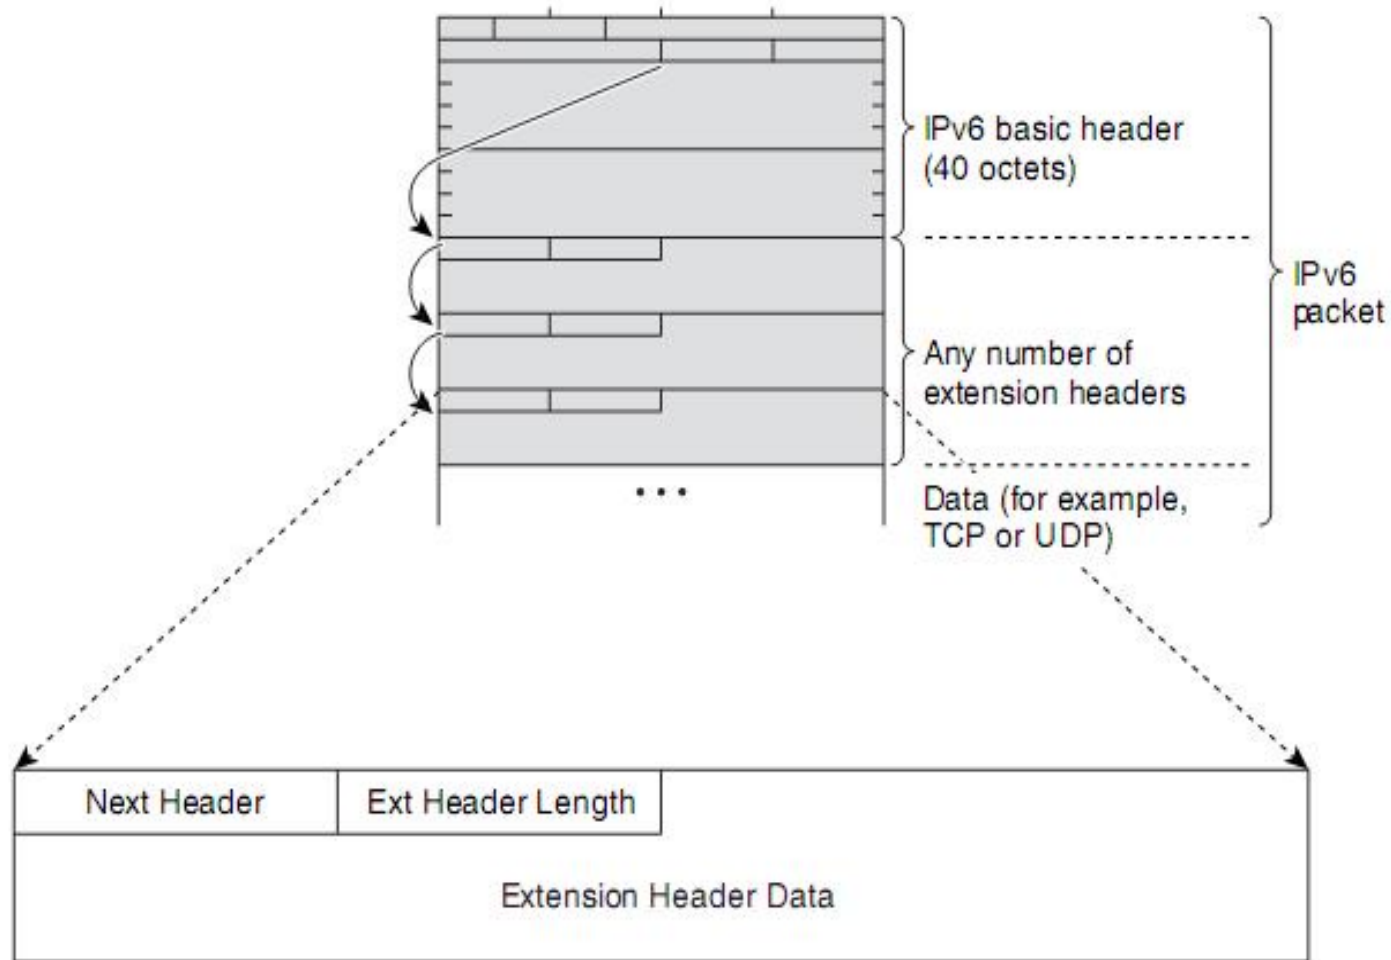 IPv6 basic header
(40 octets)
IPv6
packet
Any number of
extension headers
• • •
Data (for example,
TCP or UDP)
Next Header
Ext Header Length
Extension Header Data